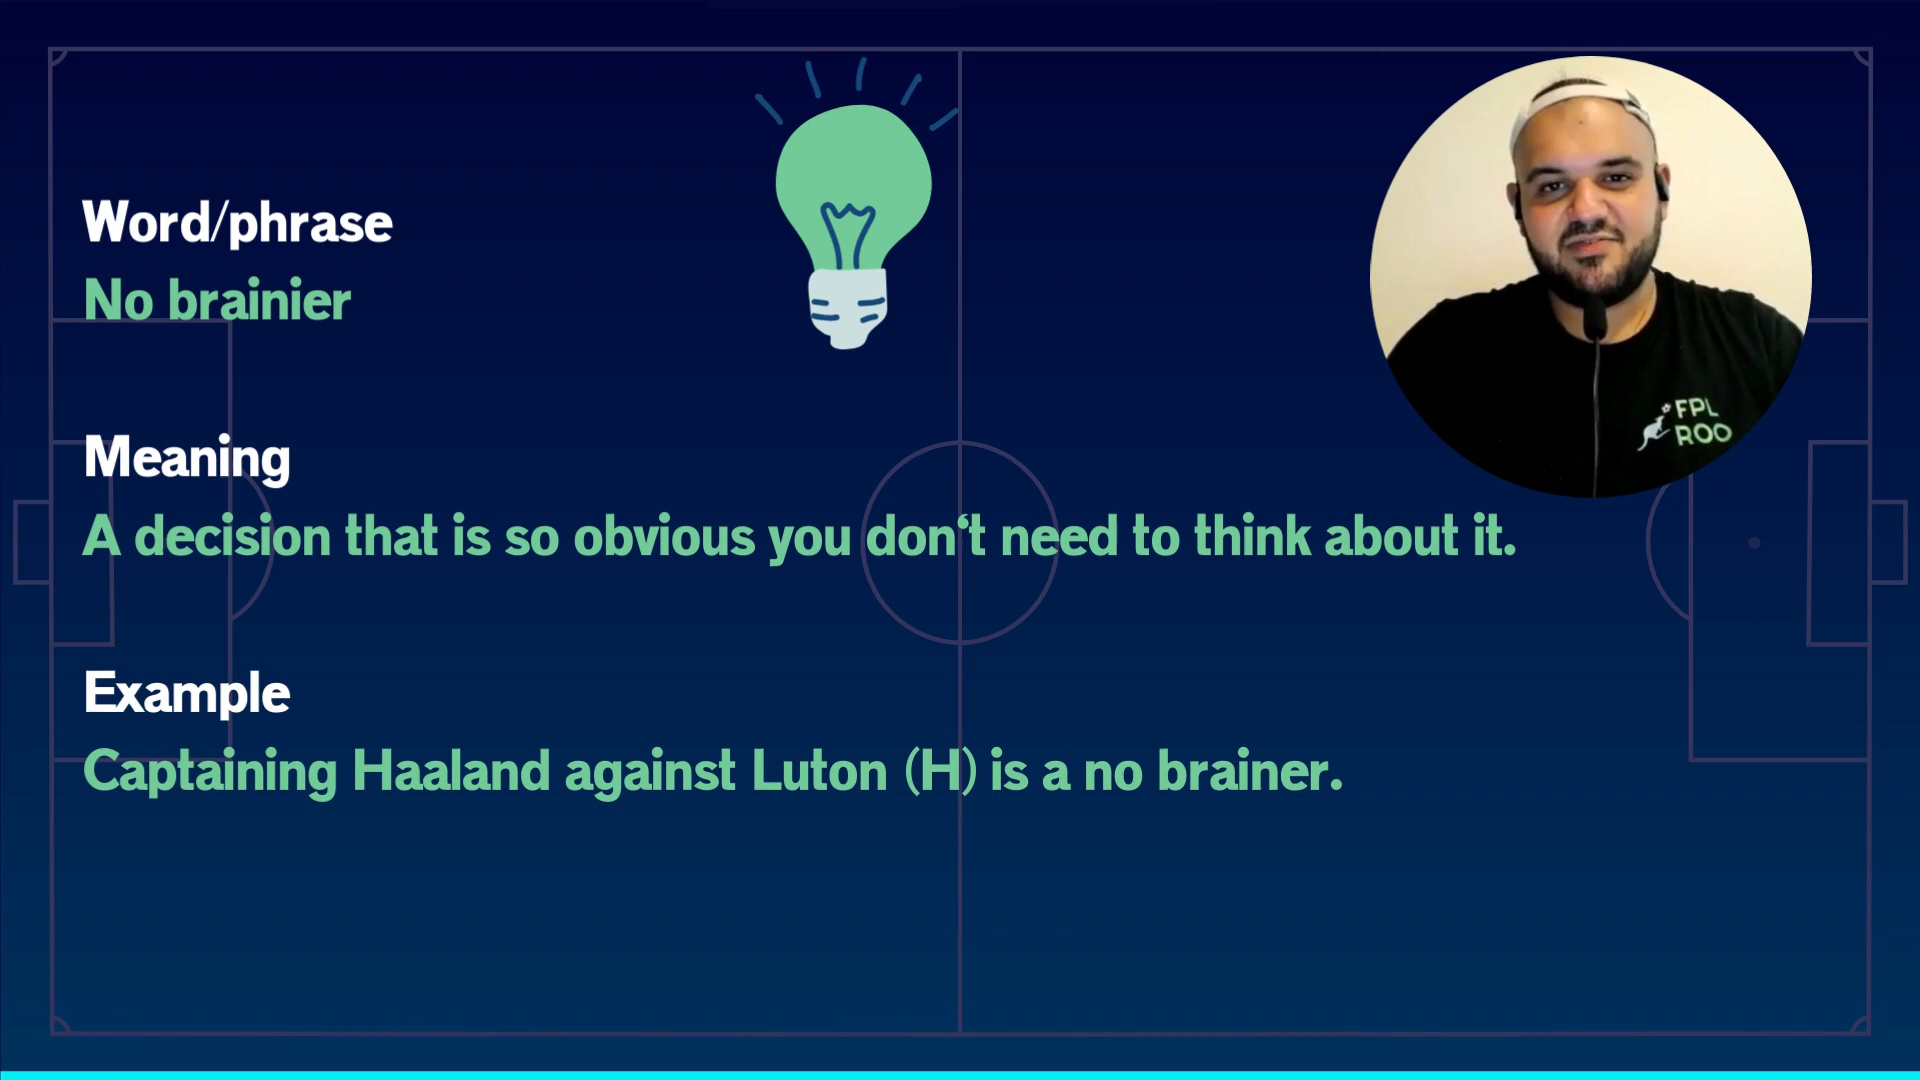 Word/phrase
No brainier
Meaning
A decision that is so obvious you don‘t need to think about it.
Example
Captaining Haaland against Luton (H) is a no brainer.
FPL
ROO